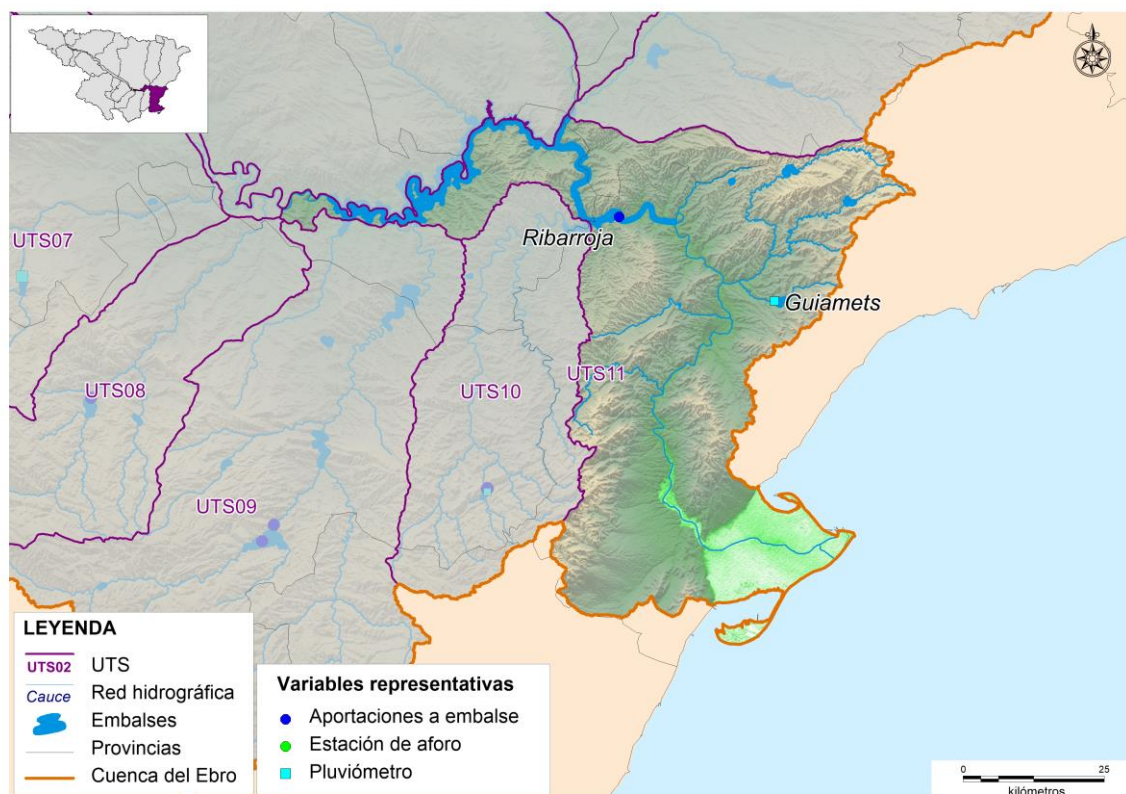 Ribarroja
UTS07
Guiamets
UTS11
UTS08
UTS10
UTS09
LEYENDA
UTS02 UTS
Cauce Red hidrográfica
Embalses
Provincias
Cuenca del Ebro
Variables representativas
Aportaciones a embalse
Estación de aforo
Pluviómetro
0 25
kilómetros